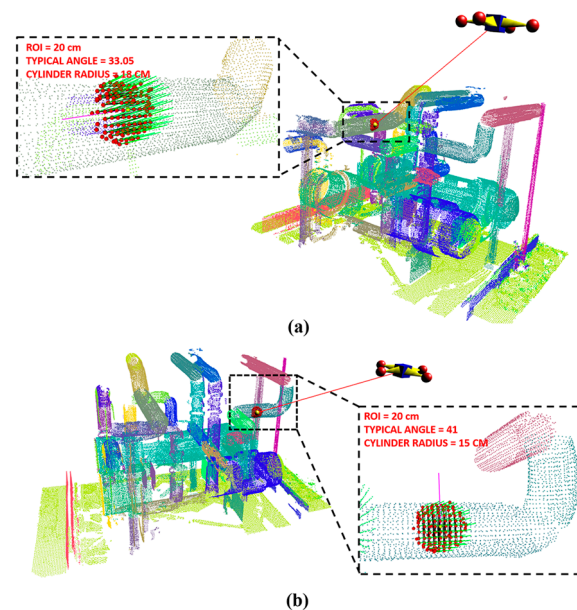 ROI = 20 cm
TYPICAL ANGLE = 33.05
CYLINDER RADIUS = 18 CM
(a)
ROI = 20 cm
TYPICAL ANGLE = 41
CYLINDER RADIUS = 15 CM
(b)